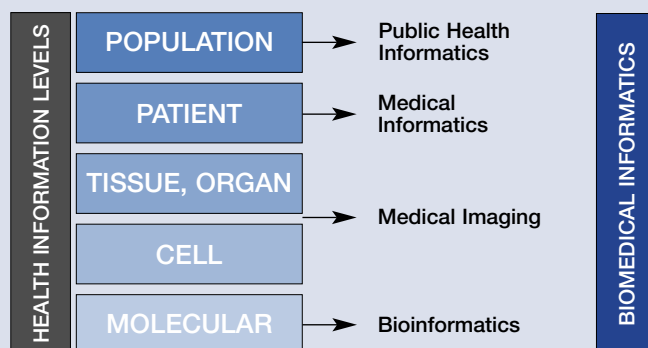 HEALTH INFORMATION LEVELS
POPULATION
Public Health
Informatics
PATIENT
Medical
Informatics
TISSUE, ORGAN
Medical Imaging
CELL
MOLECULAR
Bioinformatics
BIOMEDICAL INFORMATICS